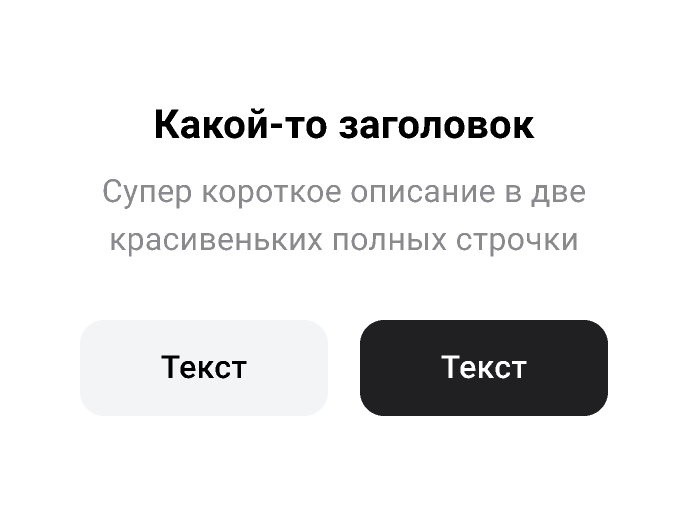 Какой-то заголовок
Супер короткое описание в две
красивеньких полных строчки
Текст
Текст